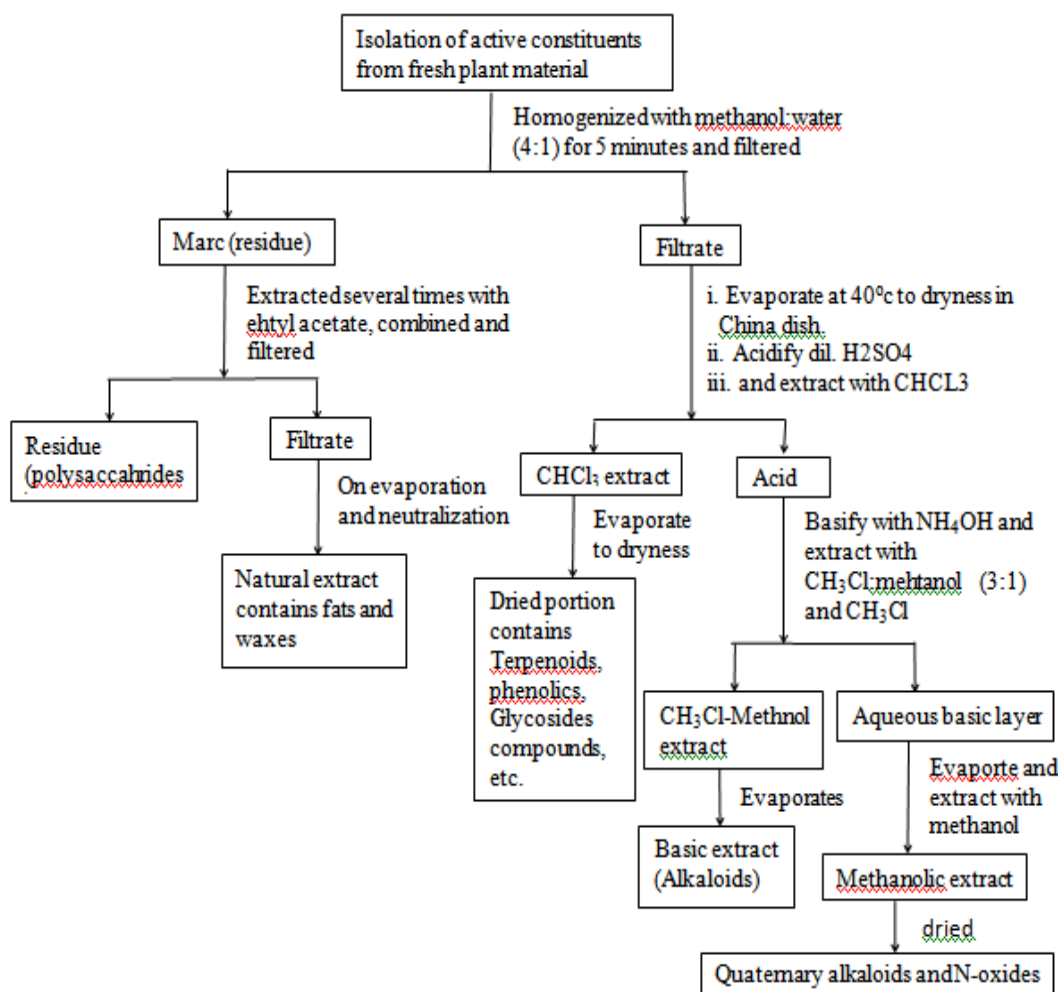 Isolation of active constituents
from fresh plant material
Homogenized with methanol:water
(4:1) for 5 minutes and filtered
Marc (residue)
Filtrate
Extracted several times with
ehtyl acetate, combined and
filtered
i. Evaporate at 40⁰c to dryness in
China dish.
ii. Acidify dil. H2SO4
iii. and extract with CHCL3
Residue
(polysaccahrides
Filtrate
CHCl₃ extract
Acid
On evaporation
and neutralization
Evaporate
to dryness
Basify with NH₄OH and
extract with
CH₃Cl:mehtanol (3:1)
and CH₃Cl
Natural extract
contains fats and
waxes
Dried portion
contains
Terpenoids,
phenolics,
Glycosides
compounds,
etc.
CH₃Cl-Methnol
extract
Aqueous basic layer
Evaporates
Evaporte and
extract with
methanol
Basic extract
(Alkaloids)
Methanolic extract
dried
Quaternary alkaloids andN-oxides